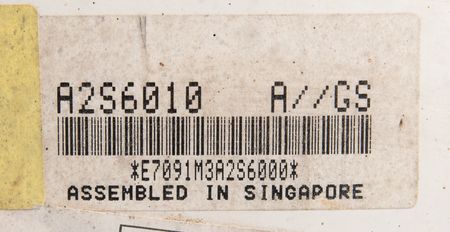 A2S6010 A//GS
*E7091M3A2S6000*
ASSEMBLED IN SINGAPORE